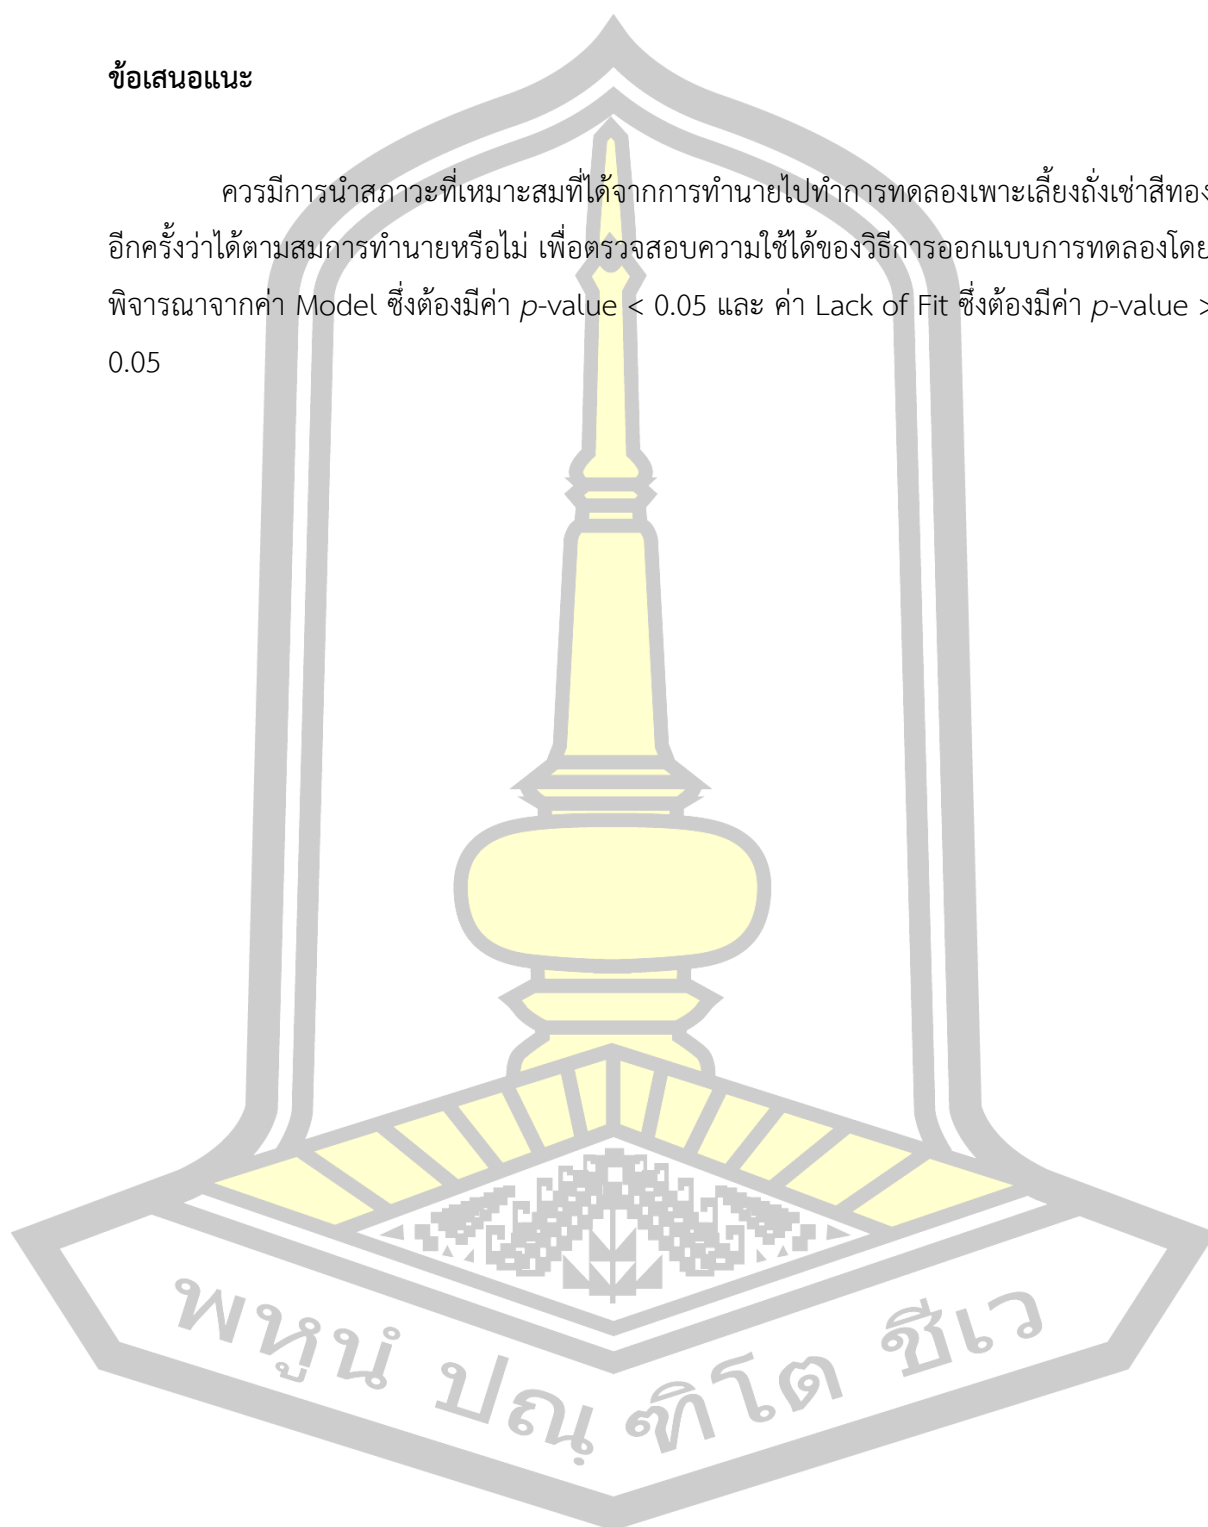 ข้อเสนอแนะ
ควรมีการนำสภาวะที่เหมาะสมที่ได้จากการทำนายไปทำการทดลองเพาะเลี้ยงถั่งเช่าสีทอง
อีกครั้งว่าได้ตามสมการทำนายหรือไม่ เพื่อตรวจสอบความใช้ได้ของวิธีการออกแบบการทดลองโดย
พิจารณาจากค่า Model ซึ่งต้องมีค่า p-value < 0.05 และ ค่า Lack of Fit ซึ่งต้องมีค่า p-value >
0.05
พหูนํ ปณฺฑิโต ชีเว